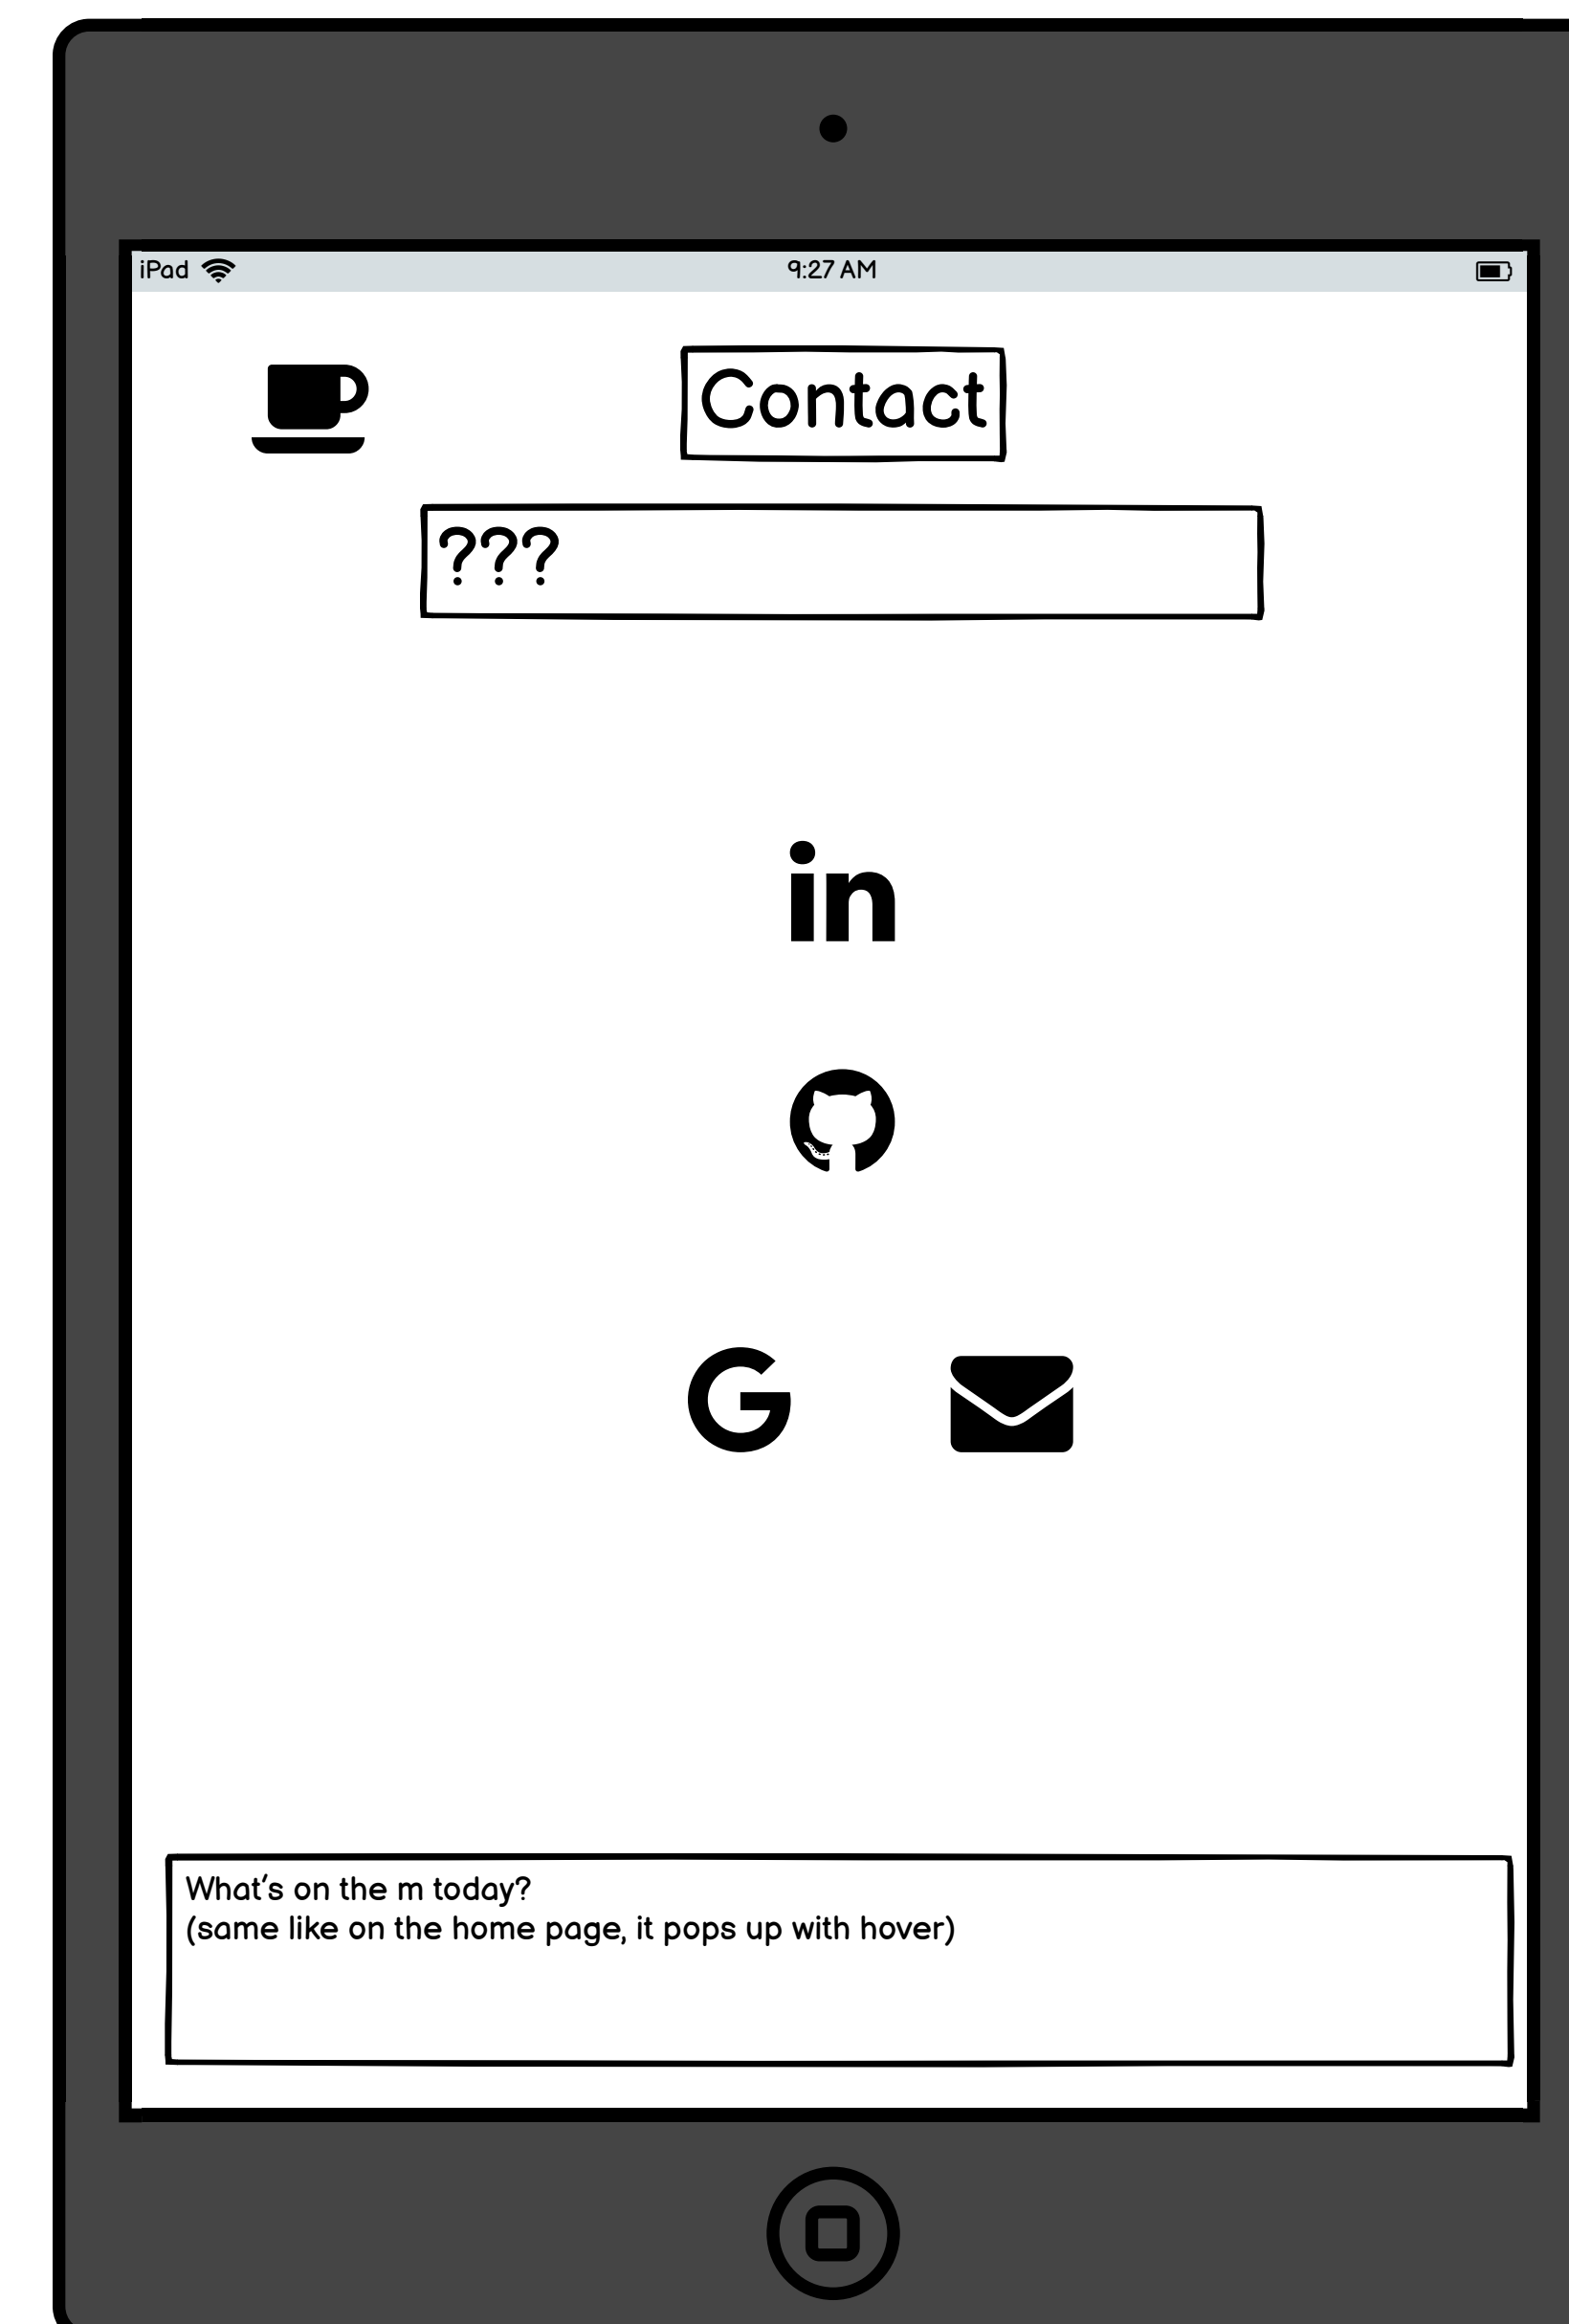 iPad
9:27 AM
Contact
???
in
G
What's on the m today?
(same like on the home page, it pops up with hover)